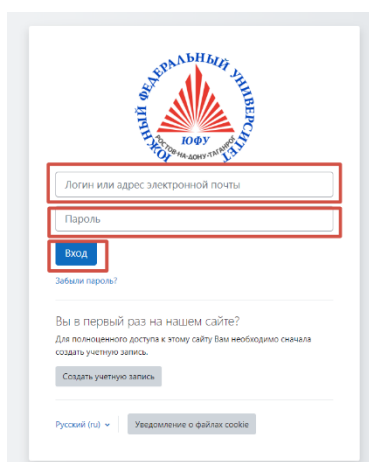 ЮЖНЫЙ ФЕДЕРАЛЬНЫЙ УНИВЕРСИТЕТ
ЮФУ
РОСТОВ-НА-ДОНУ-ТАГАНРОГ
Логин или адрес электронной почты
Пароль
Вход
Забыли пароль?
Вы в первый раз на нашем сайте?
Для полноценного доступа к этому сайту Вам необходимо сначала
создать учетную запись.
Создать учетную запись
Русский (ru)
Уведомление о файлах cookie